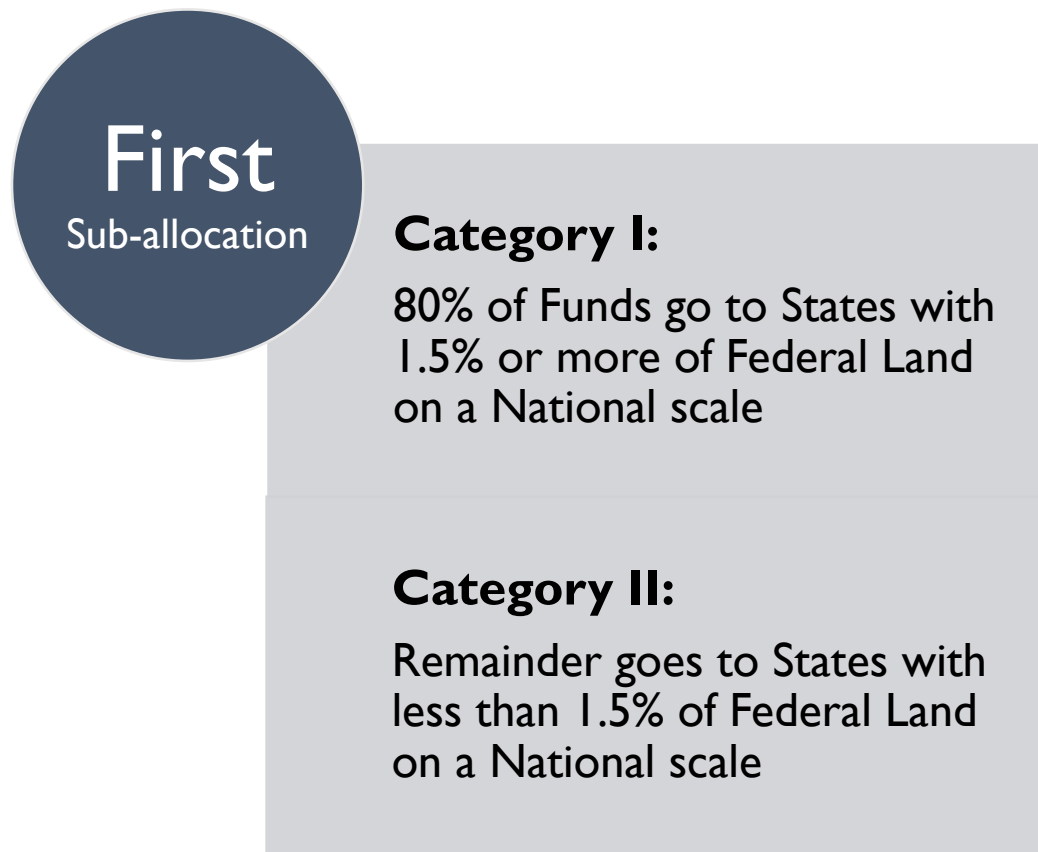 First
Sub-allocation
Category I:
80% of Funds go to States with
1.5% or more of Federal Land
on a National scale
Category II:
Remainder goes to States with
less than 1.5% of Federal Land
on a National scale